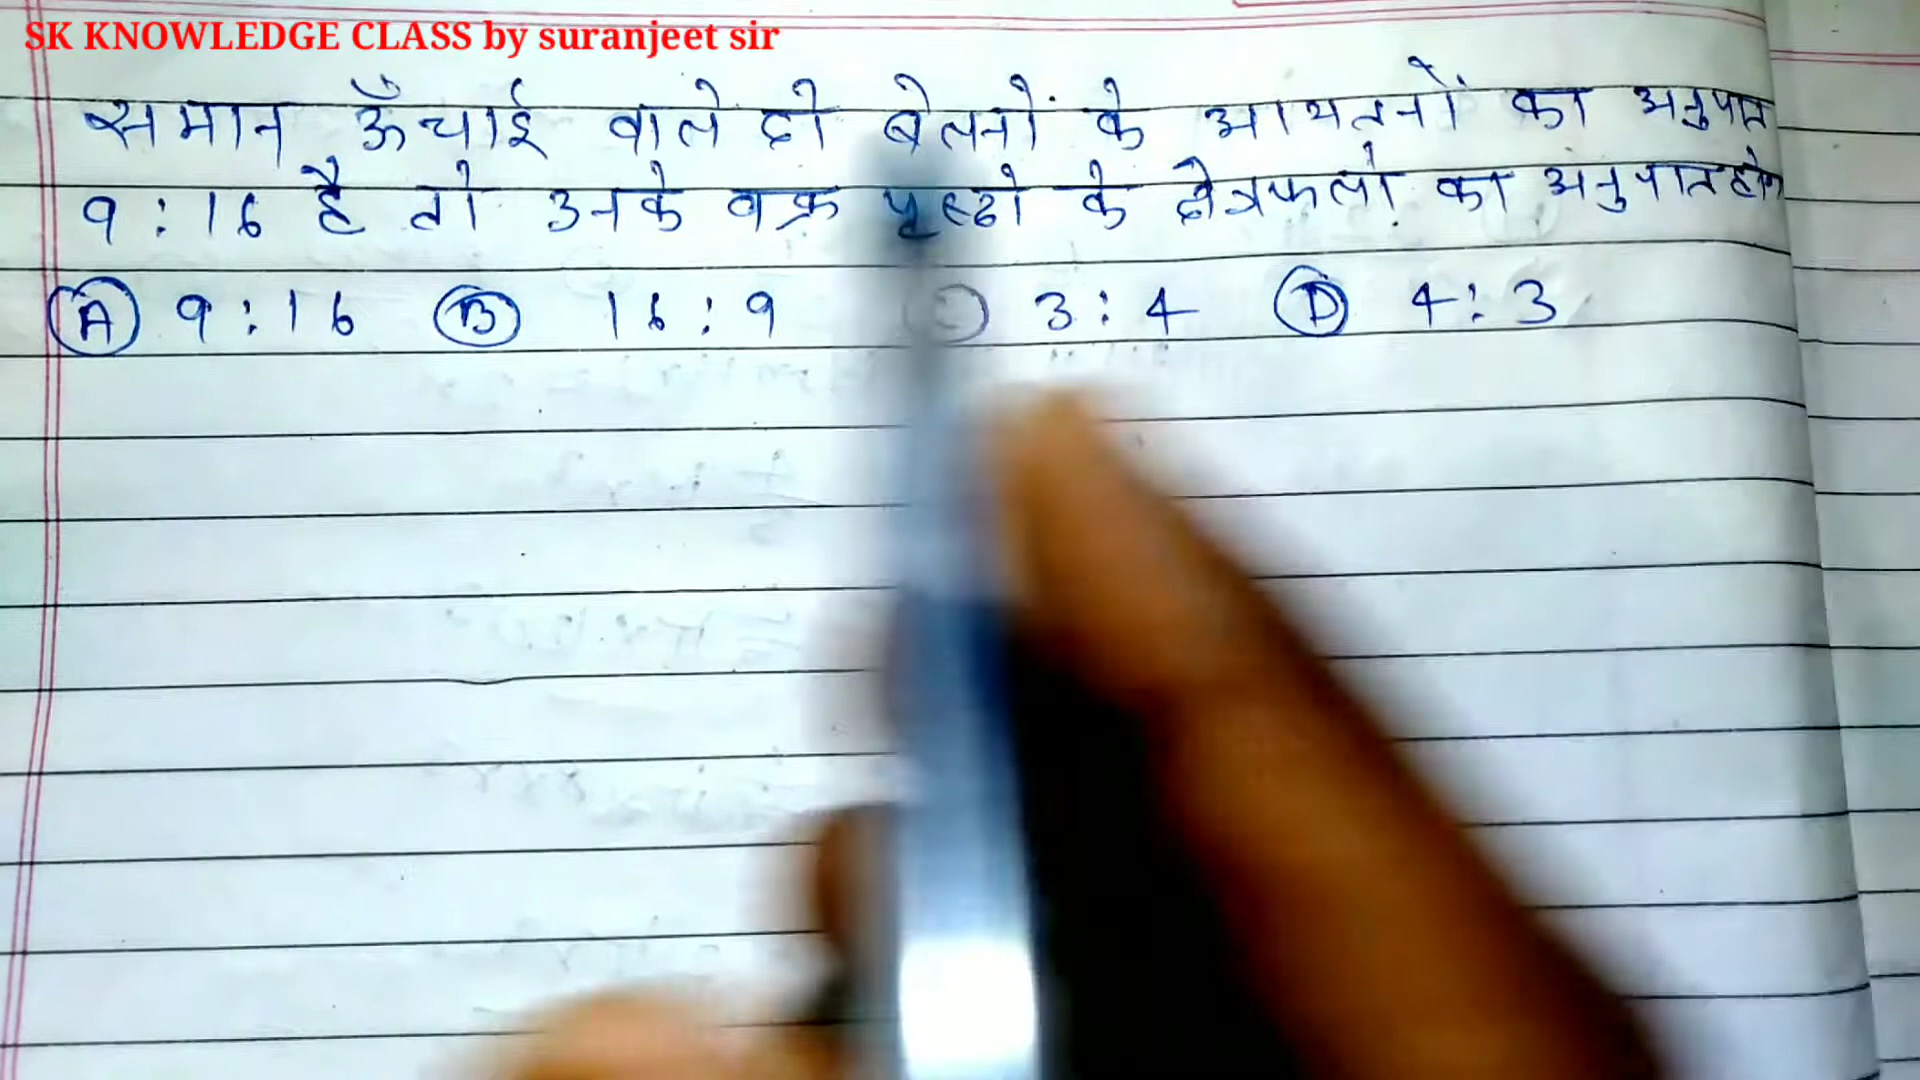 SK KNOWLEDGE CLASS by suranjeet sir
समान ऊँचाई वाले दो बेलनों के आयतनों का अनुपात
9:16 है तो उनके वक्र पृष्ठो के क्षेत्रफलो का अनुपात होगा
(A) 9:16 (B) 16:9 (C) 3:4 (D) 4:3